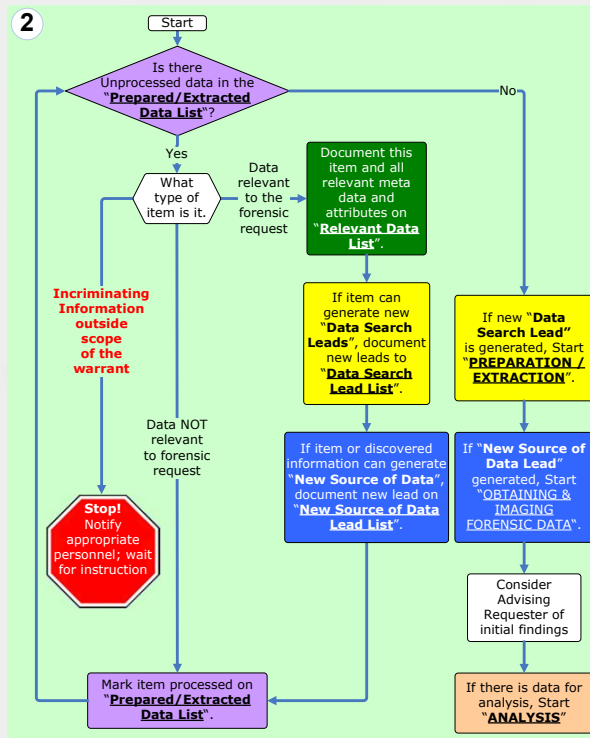 2
Start
Is there
Unprocessed data in the
“Prepared/Extracted
Data List“?
No
Yes
What
type of
item is it.
Data
relevant
to the
forensic
request
Document this
item and all
relevant meta
data and
attributes on
“Relevant Data
List”.
Incriminating
Information
outside
scope
of the
warrant
If item can
generate new
“Data Search
Leads”, document
new leads to
“Data Search
Lead List”.
If new “Data
Search Lead”
is generated, Start
“PREPARATION /
EXTRACTION”.
Data NOT
relevant
to forensic
request
If item or discovered
information can generate
“New Source of Data”,
document new lead on
“New Source of Data
Lead List”.
If “New Source of
Data Lead”
generated, Start
“OBTAINING &
IMAGING
FORENSIC DATA“.
Stop!
Notify
appropriate
personnel; wait
for instruction
Consider
Advising
Requester of
initial findings
Mark item processed on
“Prepared/Extracted
Data List“.
If there is data for
analysis, Start
“ANALYSIS”